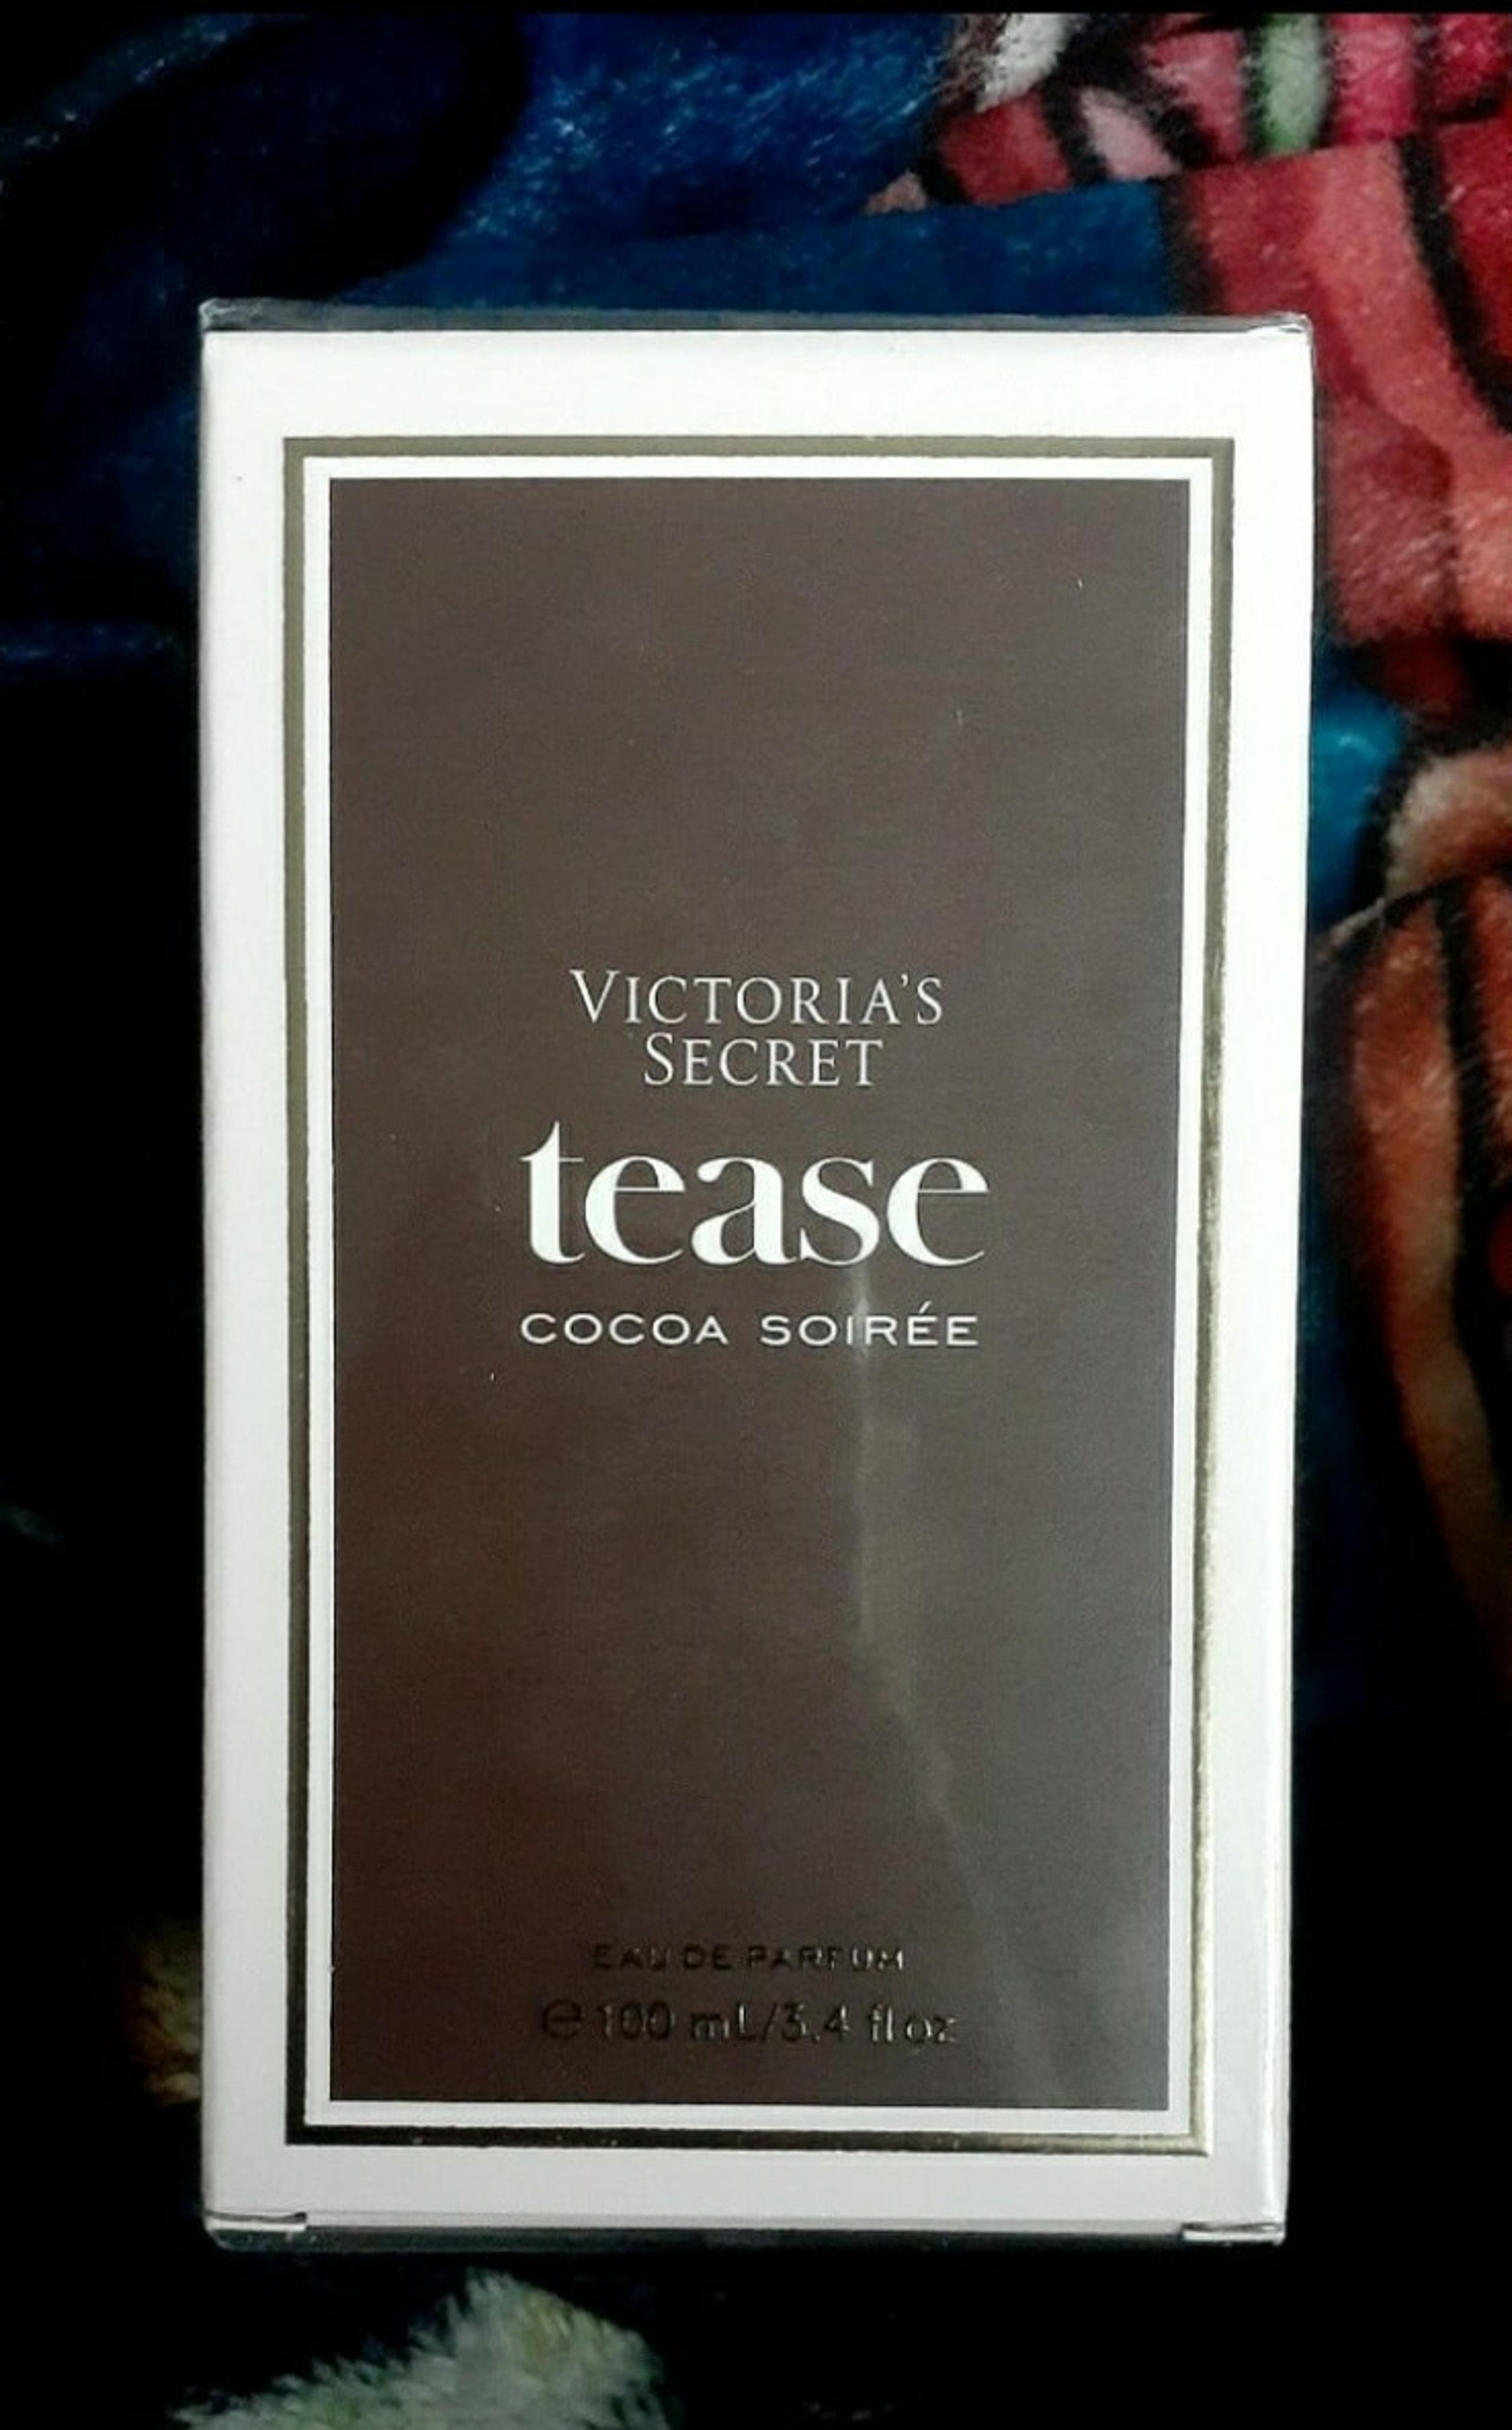 VICTORIA'S
SECRET
tease
COCOA SOIRÉE
EAU DE PARFUM
℮ 100 mL/3.4 fl oz